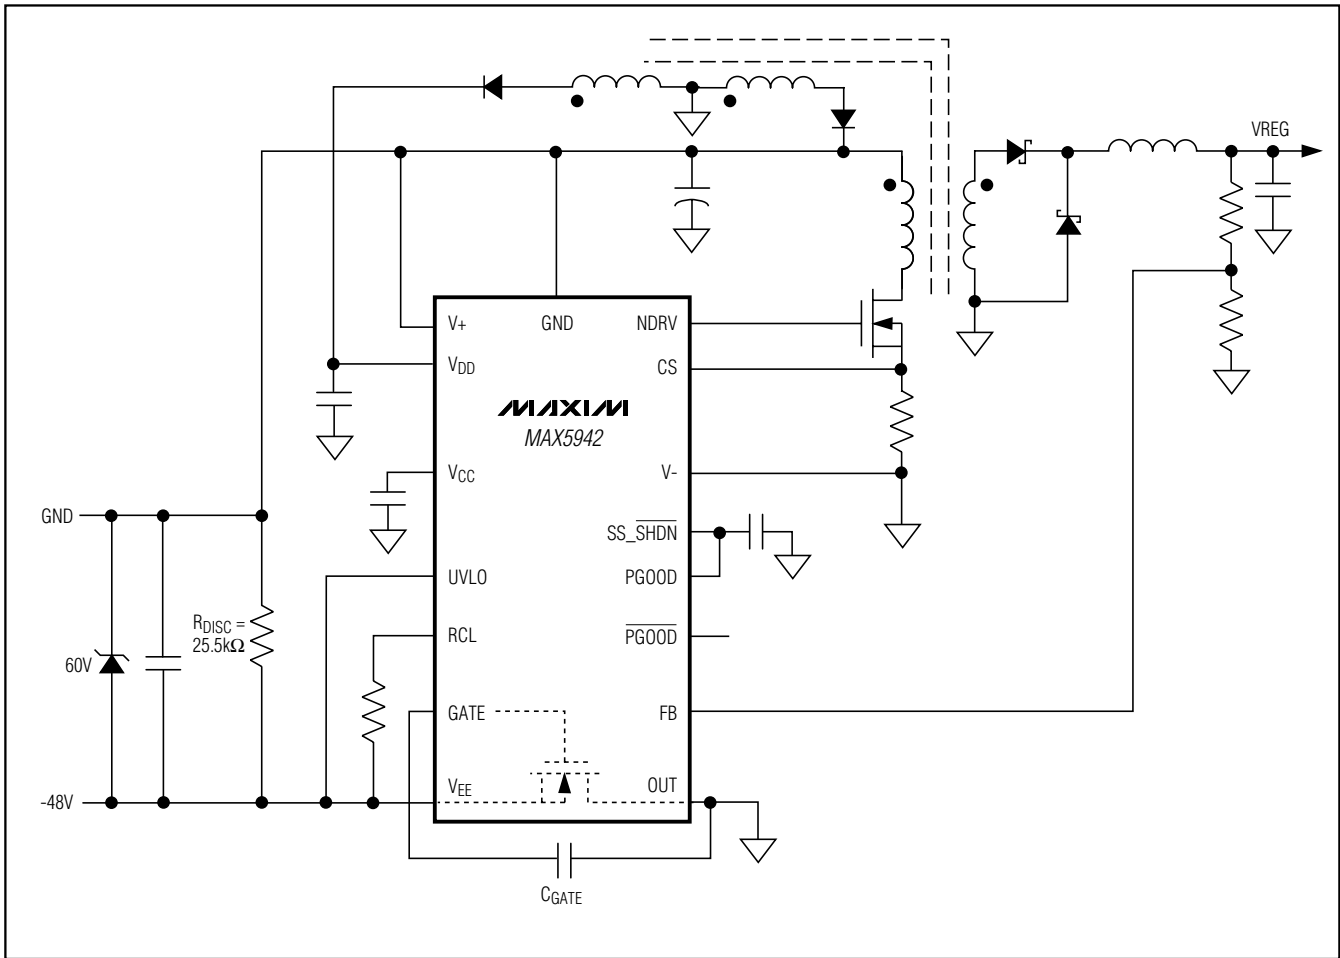 VREG
V+
GND
NDRV
VDD
CS
MAXIM
MAX5942
VCC
V-
GND
SS_SHDN
UVLO
PGOOD
RDISC =
25.5kΩ
RCL
PGOOD
60V
GATE
FB
VEE
OUT
-48V
CGATE